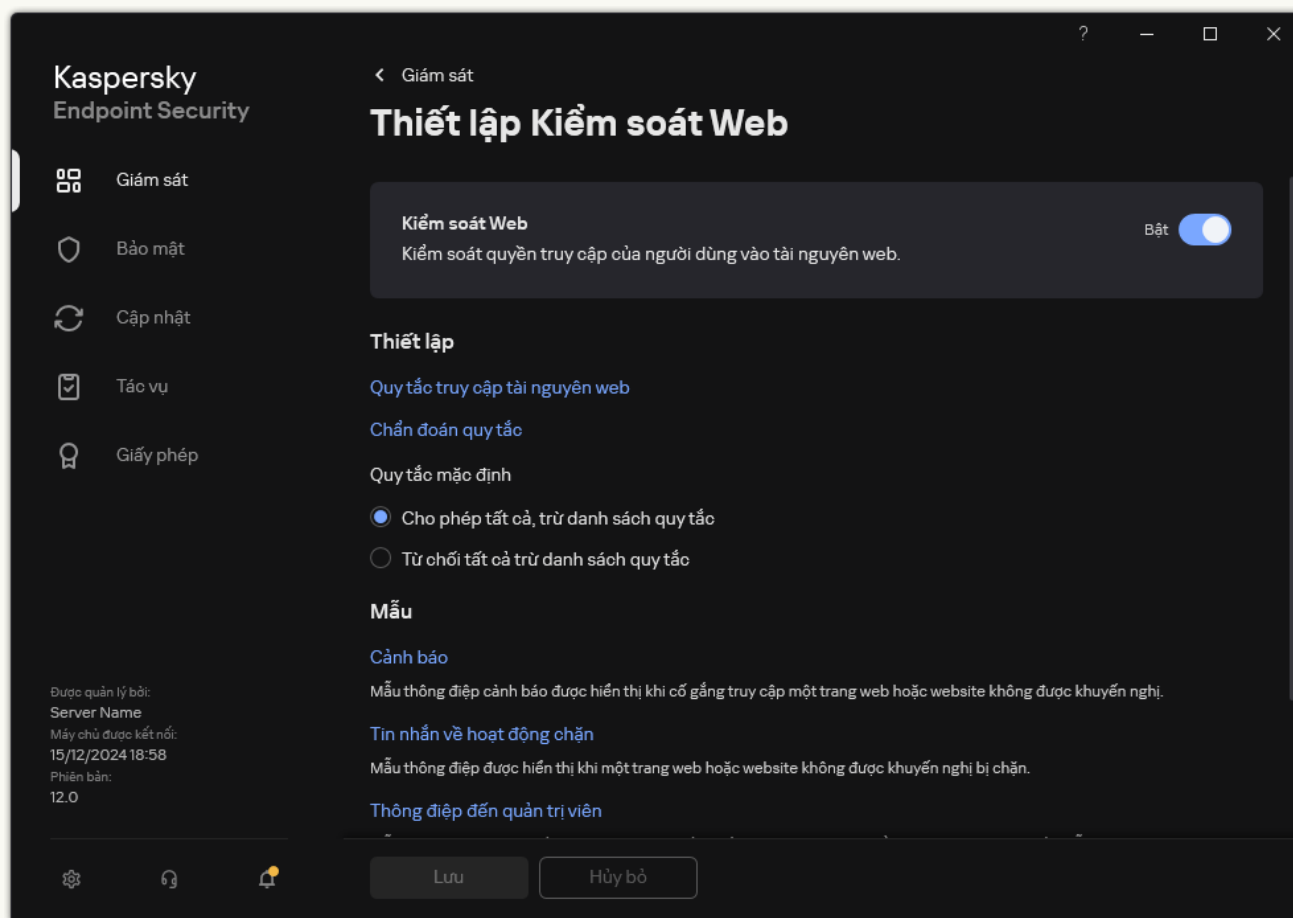 ?
Kaspersky
Endpoint Security
Giám sát
Bảo mật
Cập nhật
Tác vụ
Giấy phép
Được quản lý bởi:
Server Name
Máy chủ được kết nối:
15/12/2024 18:58
Phiên bản:
12.0
Giám sát
Thiết lập Kiểm soát Web
Kiểm soát Web
Bật
Kiểm soát quyền truy cập của người dùng vào tài nguyên web.
Thiết lập
Quy tắc truy cập tài nguyên web
Chẩn đoán quy tắc
Quy tắc mặc định
Cho phép tất cả, trừ danh sách quy tắc
Từ chối tất cả trừ danh sách quy tắc
Mẫu
Cảnh báo
Mẫu thông điệp cảnh báo được hiển thị khi cố gắng truy cập một trang web hoặc website không được khuyến nghị.
Tin nhắn về hoạt động chặn
Mẫu thông điệp được hiển thị khi một trang web hoặc website không được khuyến nghị bị chặn.
Thông điệp đến quản trị viên
Lưu
Hủy bỏ